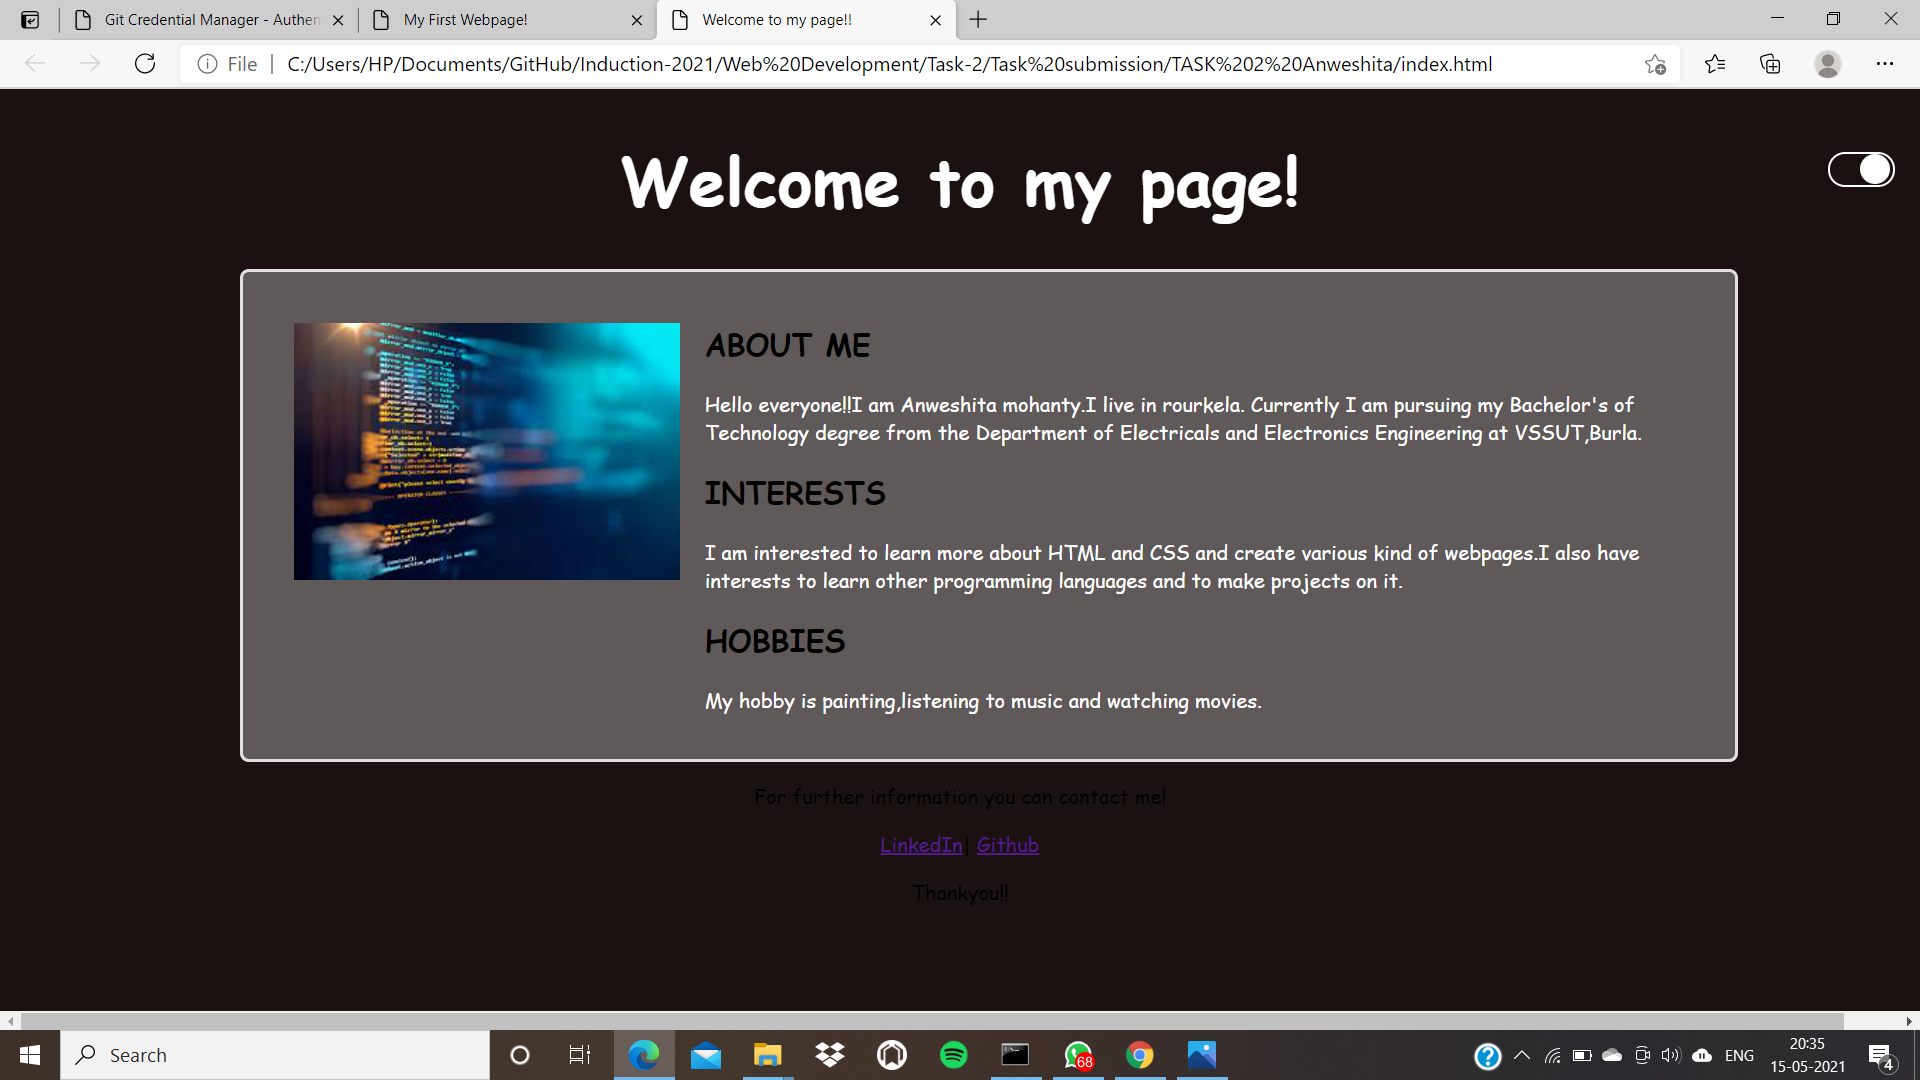 Git Credential Manager - Authen
My First Webpage!
Welcome to my page!!
File
C:/Users/HP/Documents/GitHub/Induction-2021/Web%20Development/Task-2/Task%20submission/TASK%202%20Anweshita/index.html
Welcome to my page!
ABOUT ME
Hello everyone!!I am Anweshita mohanty.I live in rourkela. Currently I am pursuing my Bachelor's of
Technology degree from the Department of Electricals and Electronics Engineering at VSSUT,Burla.
INTERESTS
I am interested to learn more about HTML and CSS and create various kind of webpages.I also have
interests to learn other programming languages and to make projects on it.
HOBBIES
My hobby is painting,listening to music and watching movies.
For further information you can contact me!
LinkedIn| Github
Thankyou!!
Search
68
ENG
20:35
15-05-2021
4